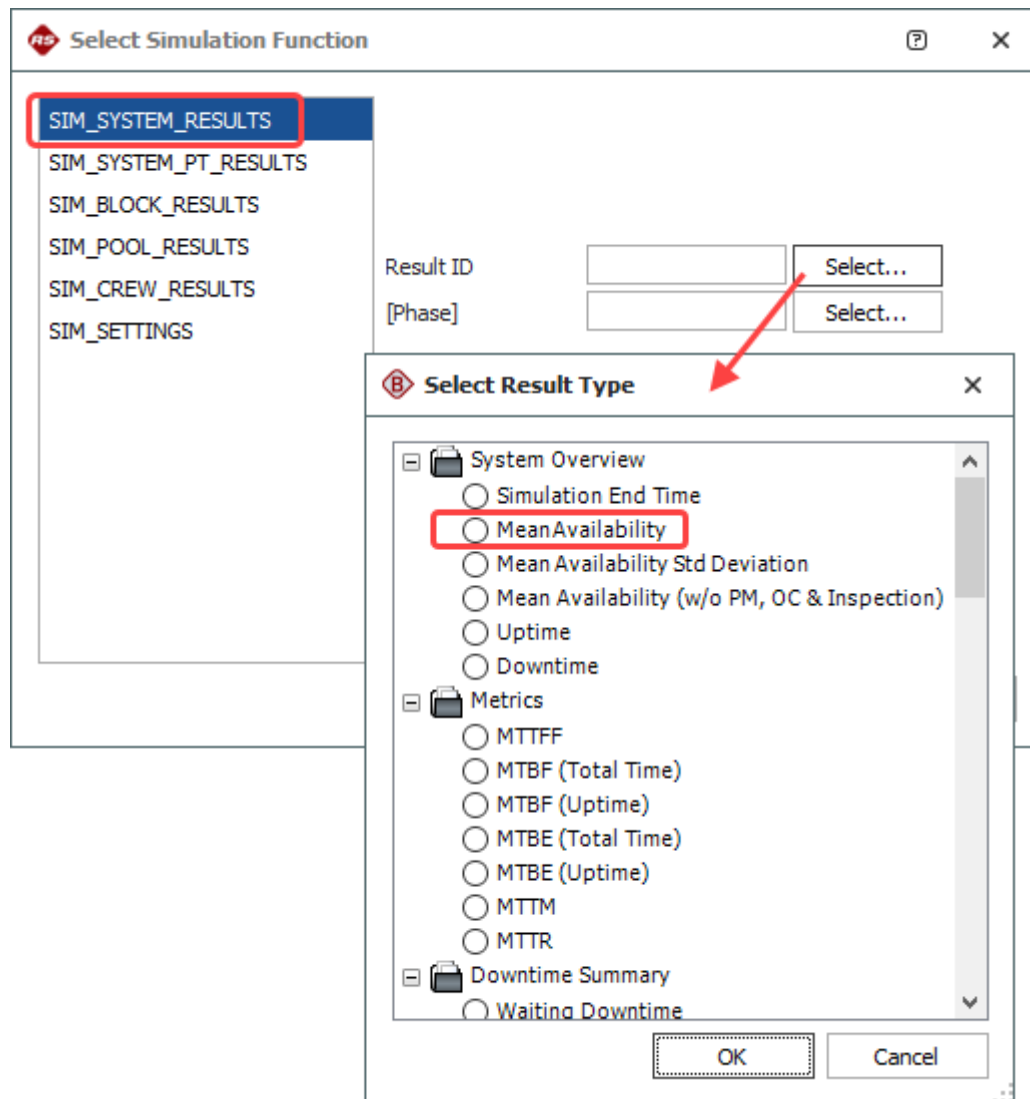 RS Select Simulation Function
SIM_SYSTEM_RESULTS
SIM_SYSTEM_PT_RESULTS
SIM_BLOCK_RESULTS
SIM_POOL_RESULTS
SIM_CREW_RESULTS
SIM_SETTINGS
Result ID Select...
[Phase] Select...
B Select Result Type
System Overview
Simulation End Time
Mean Availability
Mean Availability Std Deviation
Mean Availability (w/o PM, OC & Inspection)
Uptime
Downtime
Metrics
MTTFF
MTBF (Total Time)
MTBF (Uptime)
MTBE (Total Time)
MTBE (Uptime)
MTTM
MTTR
Downtime Summary
Waiting Downtime
OK Cancel